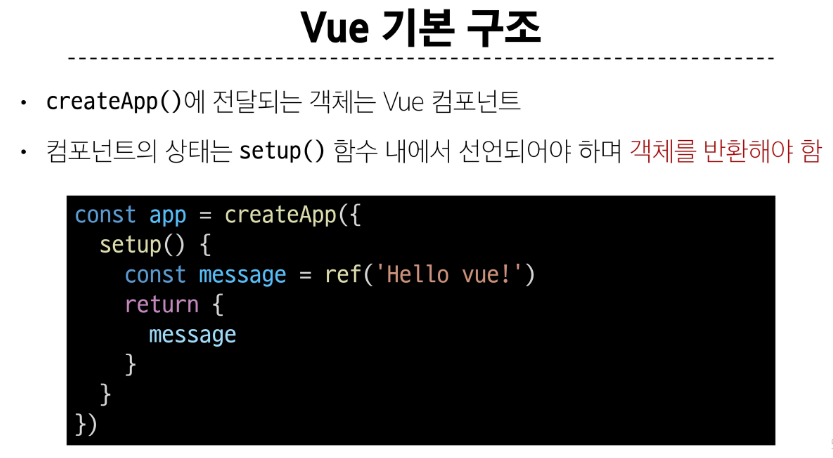 Vue 기본 구조
• createApp()에 전달되는 객체는 Vue 컴포넌트
• 컴포넌트의 상태는 setup() 함수 내에서 선언되어야 하며 객체를 반환해야 함
const app = createApp({
  setup() {
    const message = ref('Hello vue!')
    return {
      message
    }
  }
})